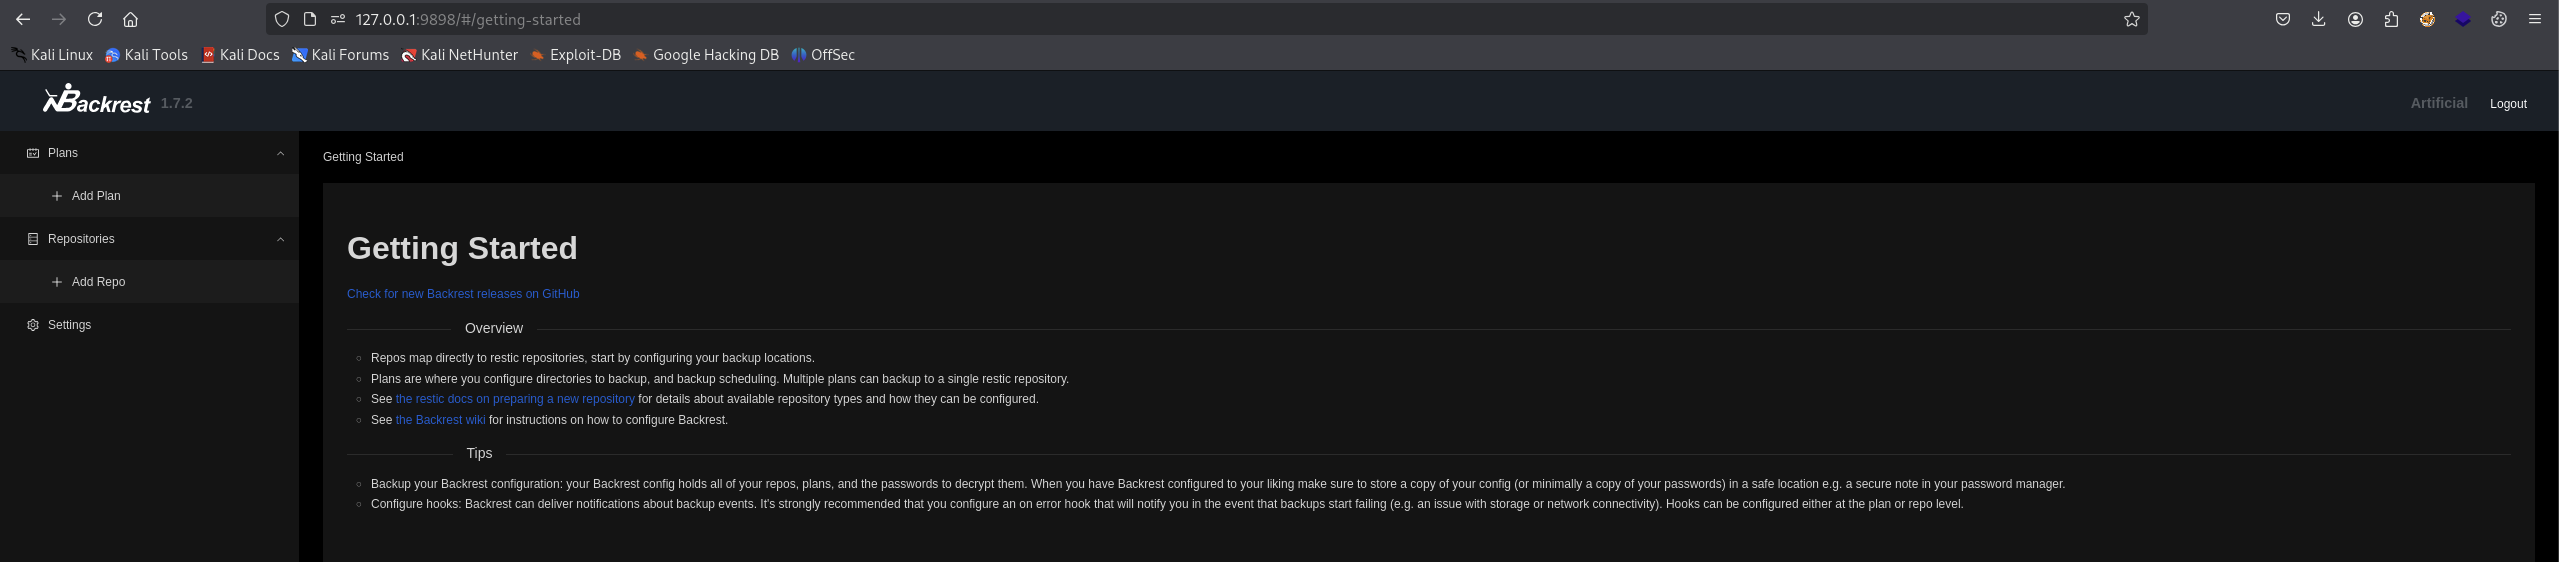 127.0.0.1:9898/#/getting-started
Kali Linux Kali Tools Kali Docs Kali Forums Kali NetHunter Exploit-DB Google Hacking DB OffSec
Backrest 1.7.2 Artificial Logout
Plans
Add Plan
Repositories
Add Repo
Settings
Getting Started
Getting Started
Check for new Backrest releases on GitHub
Overview
Repos map directly to restic repositories, start by configuring your backup locations.
Plans are where you configure directories to backup, and backup scheduling. Multiple plans can backup to a single restic repository.
See the restic docs on preparing a new repository for details about available repository types and how they can be configured.
See the Backrest wiki for instructions on how to configure Backrest.
Tips
Backup your Backrest configuration: your Backrest config holds all of your repos, plans, and the passwords to decrypt them. When you have Backrest configured to your liking make sure to store a copy of your config (or minimally a copy of your passwords) in a safe location e.g. a secure note in your password manager.
Configure hooks: Backrest can deliver notifications about backup events. It's strongly recommended that you configure an on error hook that will notify you in the event that backups start failing (e.g. an issue with storage or network connectivity). Hooks can be configured either at the plan or repo level.